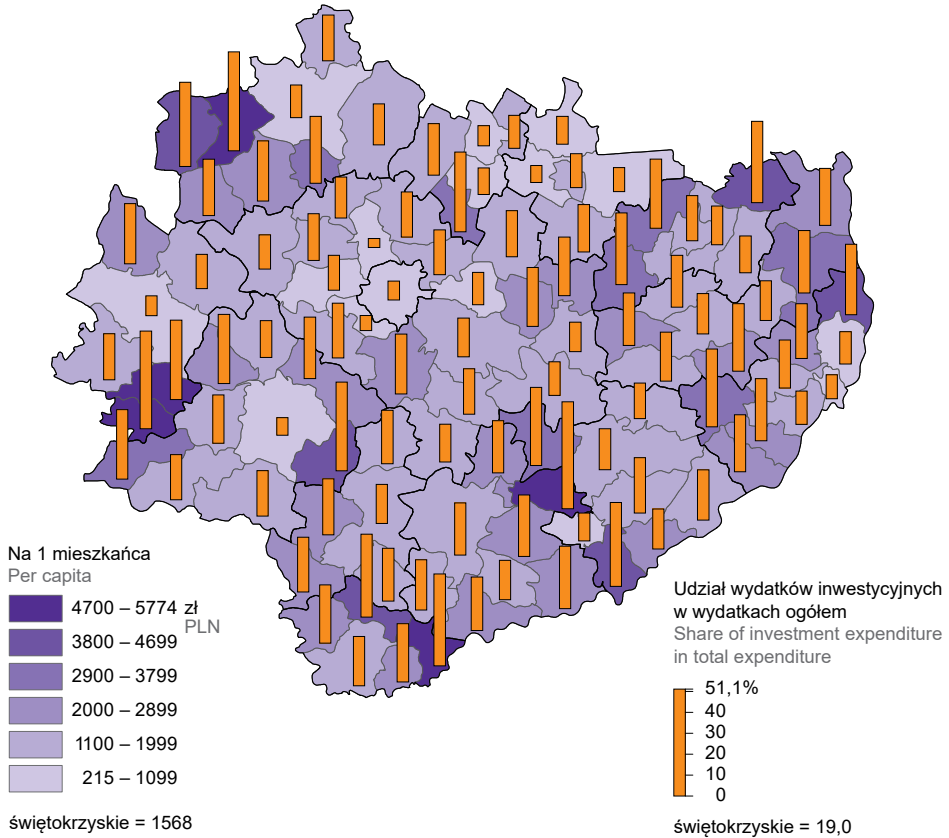 Na 1 mieszkańca
Per capita
4700 – 5774 zł
PLN
3800 – 4699
2900 – 3799
2000 – 2899
1100 – 1999
215 – 1099
świętokrzyskie = 1568
Udział wydatków inwestycyjnych
w wydatkach ogółem
Share of investment expenditure
in total expenditure
51,1%
40
30
20
10
0
świętokrzyskie = 19,0